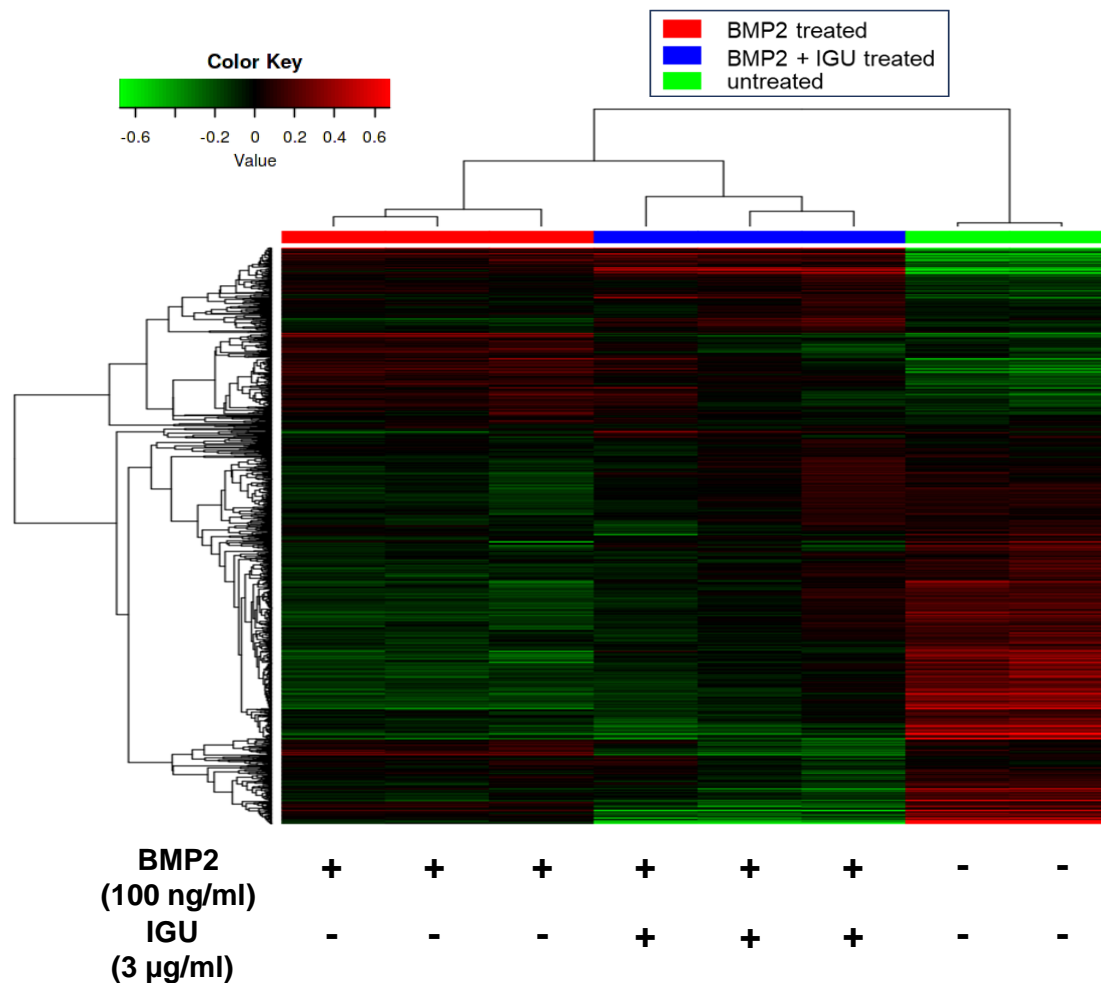 BMP2 treated
BMP2 + IGU treated
untreated
Color Key
-0.6 -0.2 0 0.2 0.4 0.6
Value
BMP2 + + + + + + - -
(100 ng/ml)
IGU - - - + + + - -
(3 µg/ml)